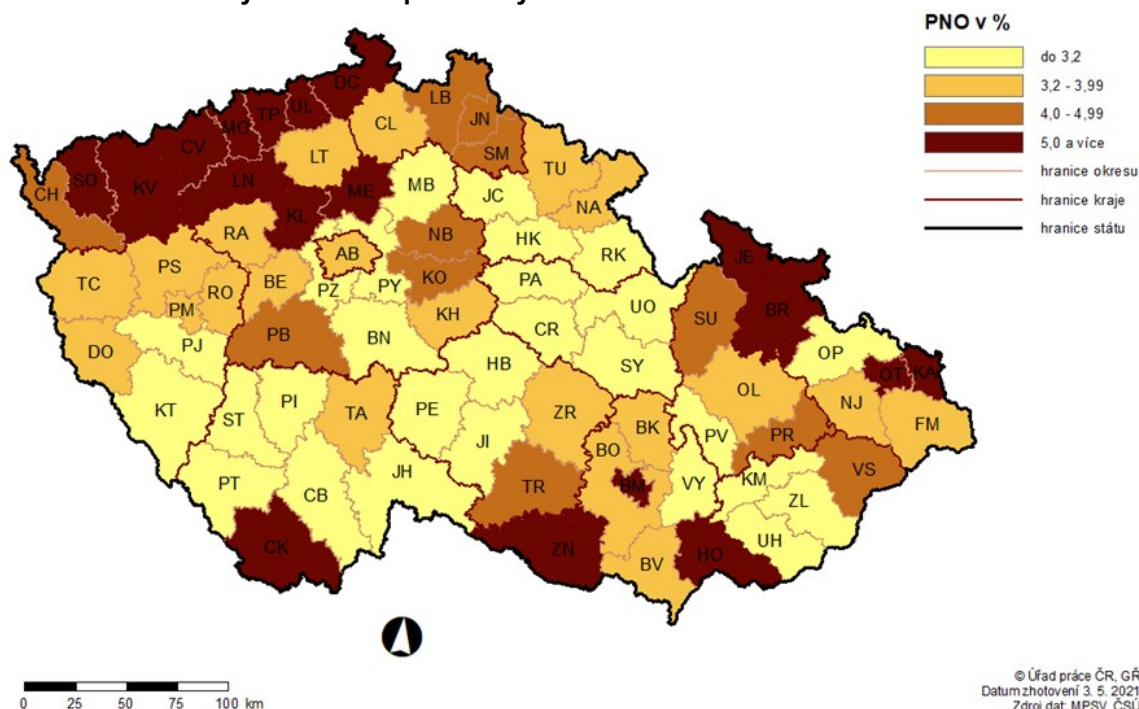 PNO v %
do 3,2
3,2 - 3,99
4,0 - 4,99
5,0 a více
hranice okresu
hranice kraje
hranice státu
DC
LB
UL
TP
JN
MO
CL
CV
LT
SM
SO
TU
KV
LN
ME
MB
JC
CH
NA
KL
RA
NB
HK
AB
RK
JE
PS
TC
BE
KO
RO
PZ
PY
PA
UO
BR
PM
KH
SU
DO
PJ
PB
BN
CR
OP
HB
SY
OT
KA
OL
KT
ST
PI
TA
PE
ZR
NJ
FM
BK
PV
PR
JI
BO
VS
JH
KM
PT
CB
TR
BM
VY
ZL
CK
ZN
HO
UH
BV
0 25 50 75 100 km
© Úřad práce ČR, GŘ
Datum zhotovení 3. 5. 2021
Zdroj dat: MPSV, ČSÚ